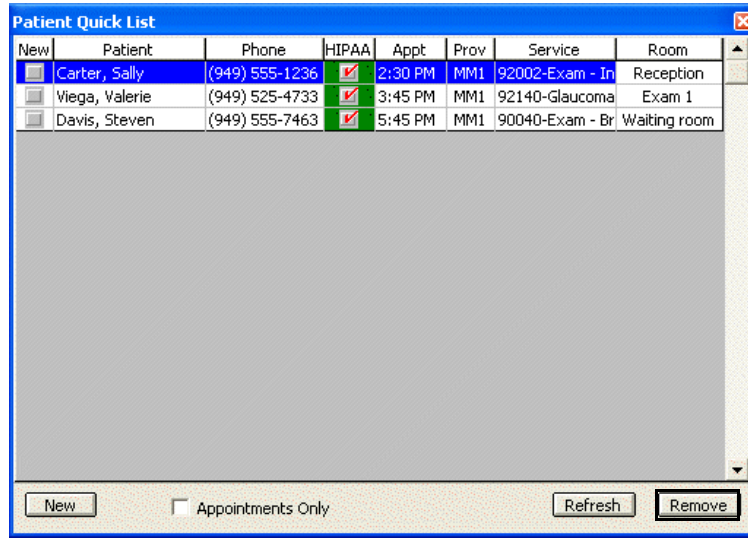 Patient Quick List
New Patient Phone HIPAA Appt Prov Service Room
Carter, Sally (949) 555-1236 2:30 PM MM1 92002-Exam - In Reception
Viega, Valerie (949) 525-4733 3:45 PM MM1 92140-Glaucoma Exam 1
Davis, Steven (949) 555-7463 5:45 PM MM1 90040-Exam - Br Waiting room
New Appointments Only Refresh Remove